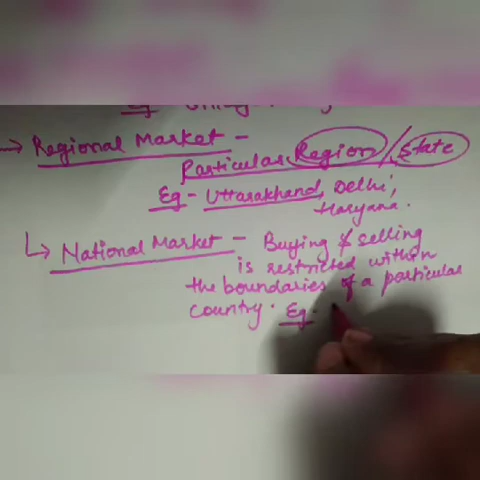 Eg
→ Regional Market -
Particular Region / State
Eg - Uttarakhand, Delhi,
Haryana.
↳ National Market - Buying & selling
is restricted within
the boundaries of a particular
country. Eg.